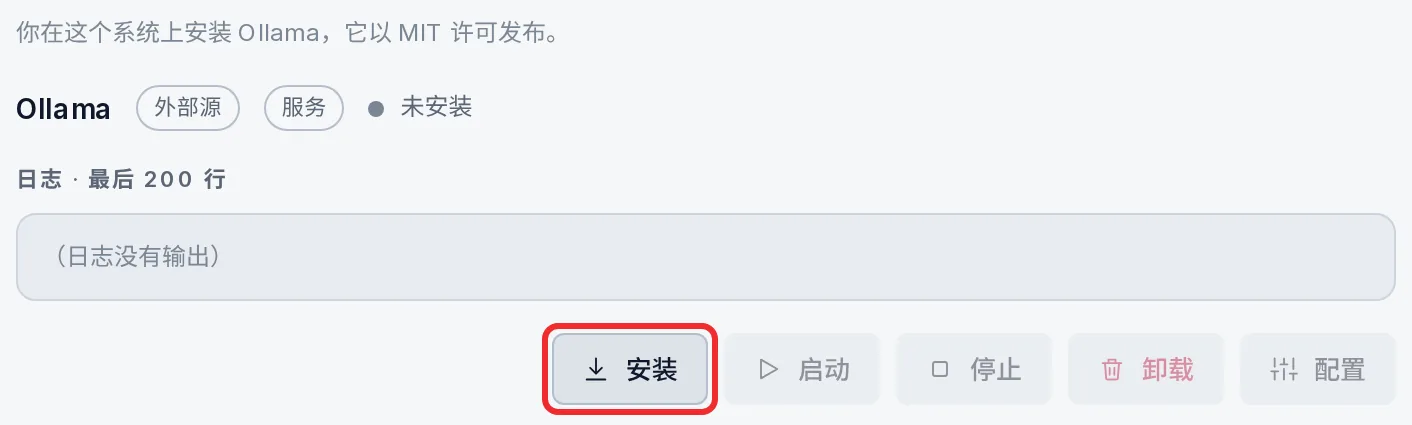 你在这个系统上安装 Ollama，它以 MIT 许可发布。
Ollama 外部源 服务 未安装
日志 · 最后 200 行
（日志没有输出）
安装 启动 停止 卸载 配置